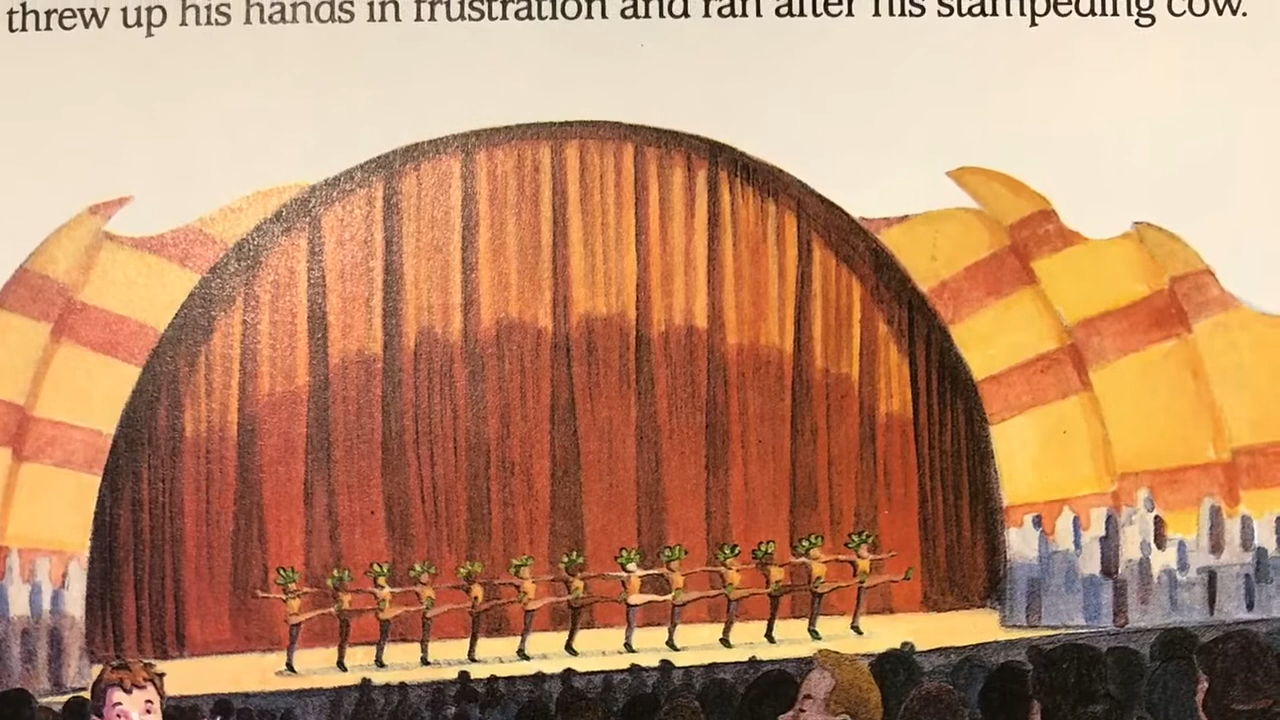 threw up his hands in frustration and ran after his stampeding cow.